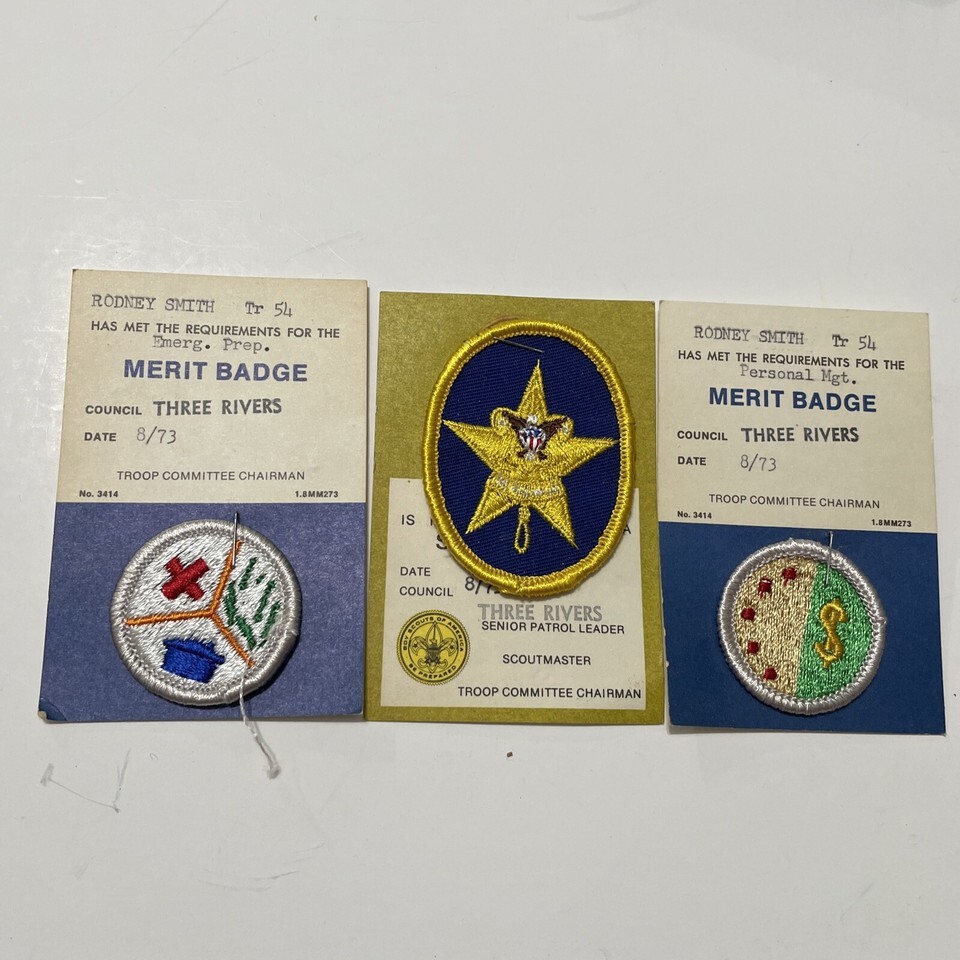 RODNEY SMITH Tr 54
HAS MET THE REQUIREMENTS FOR THE
Emerg. Prep.
MERIT BADGE
COUNCIL THREE RIVERS
DATE 8/73
TROOP COMMITTEE CHAIRMAN
No. 3414 1.8MM273
IS
DATE
COUNCIL
THREE RIVERS
SENIOR PATROL LEADER
SCOUTMASTER
TROOP COMMITTEE CHAIRMAN
BOY SCOUTS OF AMERICA
BE PREPARED
RODNEY SMITH Tr 54
HAS MET THE REQUIREMENTS FOR THE
Personal Mgt.
MERIT BADGE
COUNCIL THREE RIVERS
DATE 8/73
TROOP COMMITTEE CHAIRMAN
No. 3414 1.8MM273